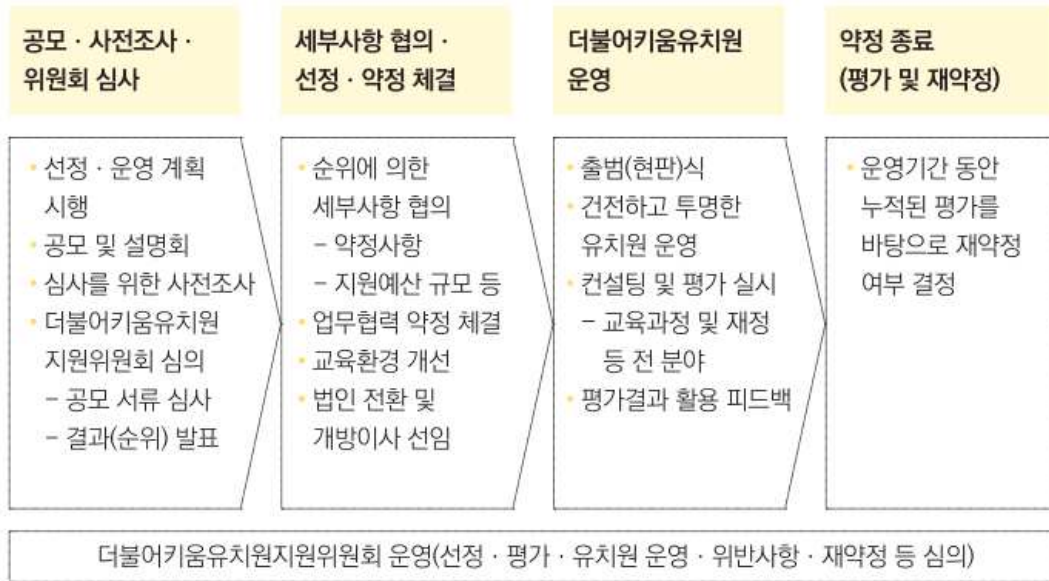 공모 · 사전조사 ·
위원회 심사
세부사항 협의 ·
선정 · 약정 체결
더불어키움유치원
운영
약정 종료
(평가 및 재약정)
• 선정 · 운영 계획
시행
• 공모 및 설명회
• 심사를 위한 사전조사
• 더불어키움유치원
지원위원회 심의
– 공모 서류 심사
– 결과(순위) 발표
• 순위에 의한
세부사항 협의
– 약정사항
– 지원예산 규모 등
• 업무협력 약정 체결
• 교육환경 개선
• 법인 전환 및
개방이사 선임
• 출범(현판)식
• 건전하고 투명한
유치원 운영
• 컨설팅 및 평가 실시
– 교육과정 및 재정
등 전 분야
• 평가결과 활용 피드백
• 운영기간 동안
누적된 평가를
바탕으로 재약정
여부 결정
더불어키움유치원지원위원회 운영(선정 · 평가 · 유치원 운영 · 위반사항 · 재약정 등 심의)